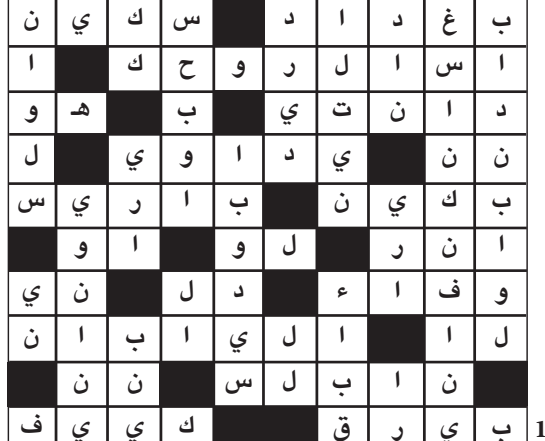 ب غ د ا د س ك ي ن
ا س ا ل ر و ح ك ا
د ا ن ت ي ب هـ و
ن ن ي د ا و ي ل
ب ك ي ن ب ا ر ي س
ا ن ر ل و ا و
و ف ا ء د ل ن ي
ل ا ا ل ي ا ب ا ن
ن ا ب ل س ن ن
1 ب ي ر ق ك ي ي ف